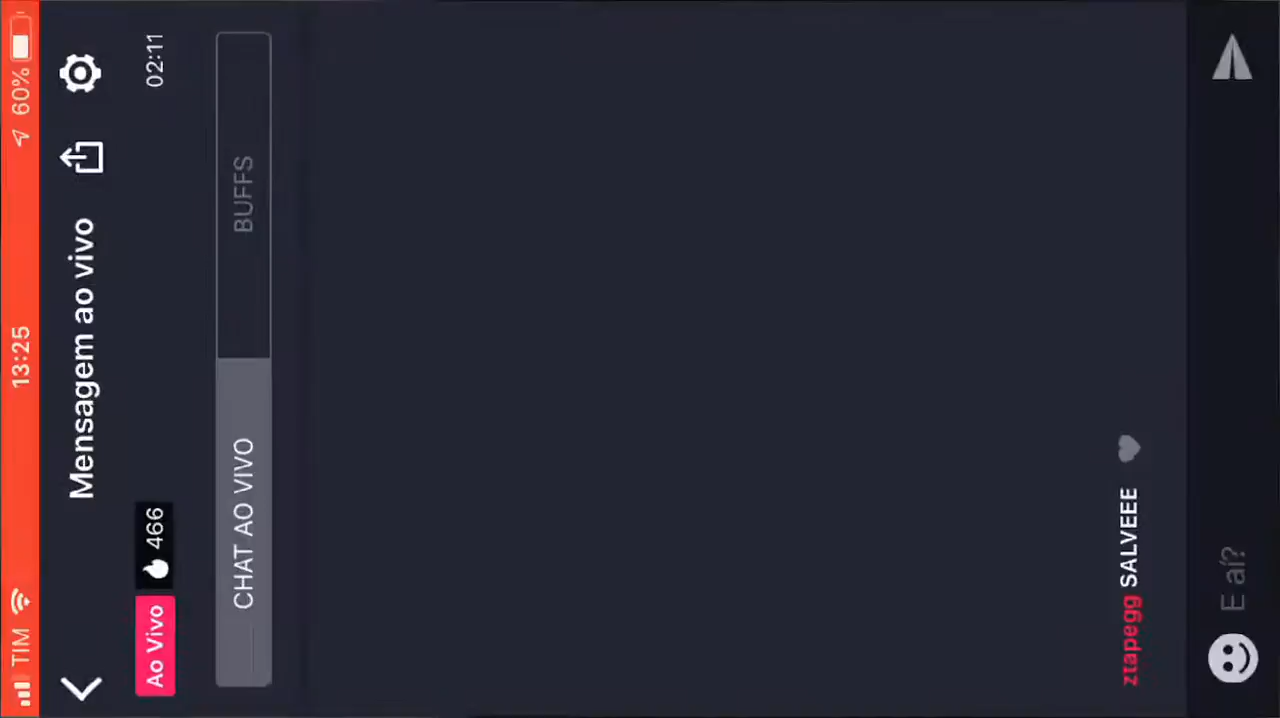 TIM 13:25 60%
Mensagem ao vivo
Ao Vivo 466 02:11
CHAT AO VIVO BUFFS
ztapegg SALVEEE
E aí?